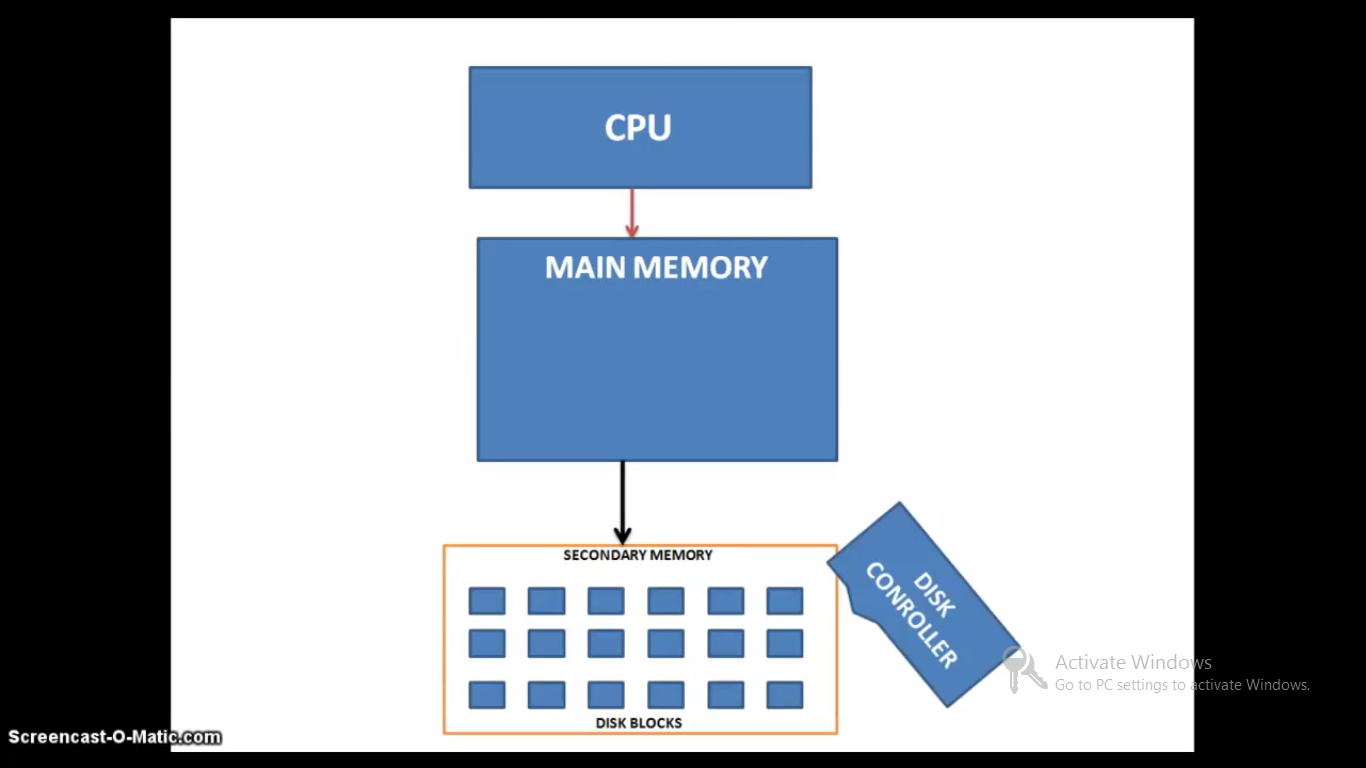 CPU
MAIN MEMORY
SECONDARY MEMORY
DISK BLOCKS
DISK
CONROLLER
Activate Windows
Go to PC settings to activate Windows.
Screencast-O-Matic.com